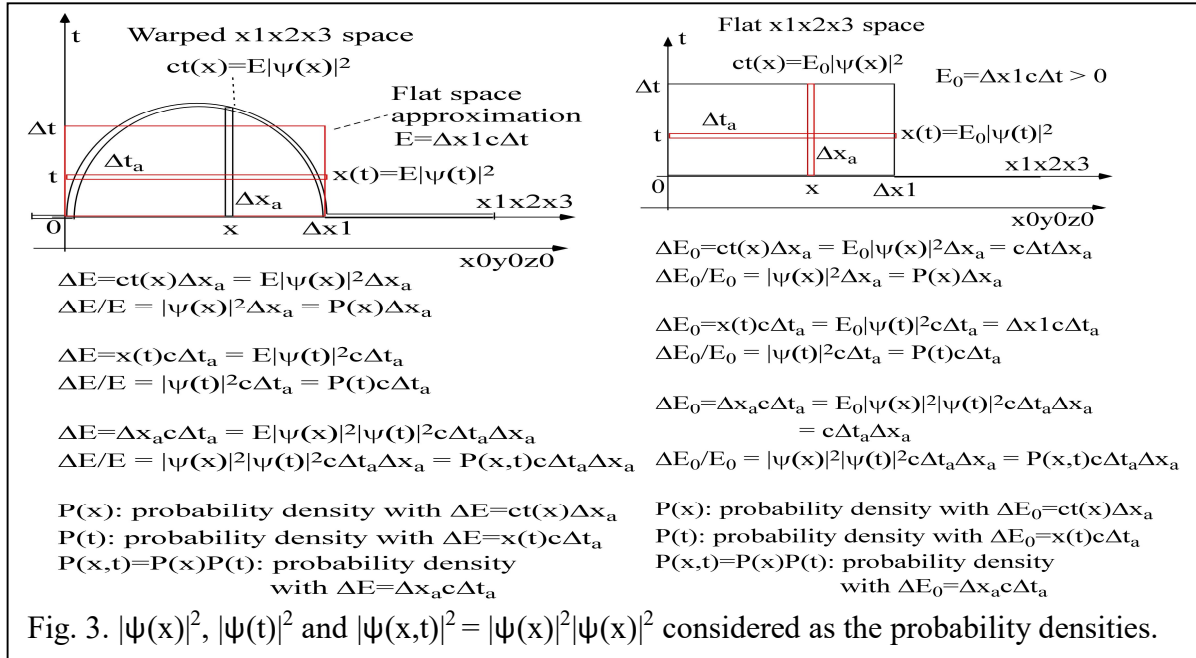 t
Warped x1x2x3 space
ct(x)=E|ψ(x)|²
Flat space
approximation
E=Δx1cΔt
Δt
Δtₐ
t
x(t)=E|ψ(t)|²
Δxₐ
x1x2x3
0
x
Δx1
x0y0z0
ΔE=ct(x)Δxₐ = E|ψ(x)|²Δxₐ
ΔE/E = |ψ(x)|²Δxₐ = P(x)Δxₐ
ΔE=x(t)cΔtₐ = E|ψ(t)|²cΔtₐ
ΔE/E = |ψ(t)|²cΔtₐ = P(t)cΔtₐ
ΔE=ΔxₐcΔtₐ = E|ψ(x)|²|ψ(t)|²cΔtₐΔxₐ
ΔE/E = |ψ(x)|²|ψ(t)|²cΔtₐΔxₐ = P(x,t)cΔtₐΔxₐ
P(x): probability density with ΔE=ct(x)Δxₐ
P(t): probability density with ΔE=x(t)cΔtₐ
P(x,t)=P(x)P(t): probability density
with ΔE=ΔxₐcΔtₐ
Flat x1x2x3 space
t
ct(x)=E₀|ψ(x)|²
E₀=Δx1cΔt > 0
Δt
Δtₐ
t
x(t)=E₀|ψ(t)|²
Δxₐ
0
x
Δx1
x1x2x3
x0y0z0
ΔE₀=ct(x)Δxₐ = E₀|ψ(x)|²Δxₐ = cΔtΔxₐ
ΔE₀/E₀ = |ψ(x)|²Δxₐ = P(x)Δxₐ
ΔE₀=x(t)cΔtₐ = E₀|ψ(t)|²cΔtₐ = Δx1cΔtₐ
ΔE₀/E₀ = |ψ(t)|²cΔtₐ = P(t)cΔtₐ
ΔE₀=ΔxₐcΔtₐ = E₀|ψ(x)|²|ψ(t)|²cΔtₐΔxₐ
= cΔtₐΔxₐ
ΔE₀/E₀ = |ψ(x)|²|ψ(t)|²cΔtₐΔxₐ = P(x,t)cΔtₐΔxₐ
P(x): probability density with ΔE₀=ct(x)Δxₐ
P(t): probability density with ΔE₀=x(t)cΔtₐ
P(x,t)=P(x)P(t): probability density
with ΔE₀=ΔxₐcΔtₐ
Fig. 3. |ψ(x)|², |ψ(t)|² and |ψ(x,t)|² = |ψ(x)|²|ψ(x)|² considered as the probability densities.